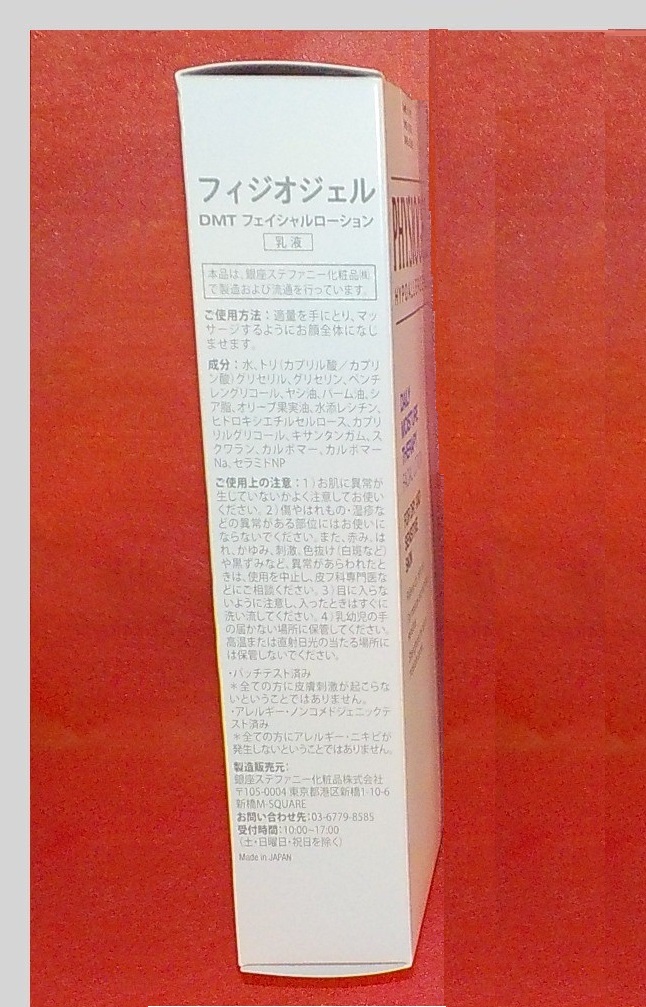 フィジオジェル
DMT フェイシャルローション
乳液
本品は、銀座ステファニー化粧品㈱
で製造および流通を行っています。
ご使用方法：適量を手にとり、マッ
サージするようにお顔全体になじ
ませます。
成分：水、トリ(カプリル酸／カプリ
ン酸)グリセリル、グリセリン、ペンチ
レングリコール、ヤシ油、パーム油、シ
ア脂、オリーブ果実油、水添レシチン、
ヒドロキシエチルセルロース、カプリ
リルグリコール、キサンタンガム、ス
クワラン、カルボマー、カルボマー
Na、セラミドNP
ご使用上の注意：1）お肌に異常が
生じていないかよく注意してお使い
ください。2）傷やはれもの・湿疹な
どの異常がある部位にはお使いに
ならないでください。また、赤み、は
れ、かゆみ、刺激、色抜け(白斑など)
や黒ずみなど、異常があらわれたと
きは、使用を中止し、皮フ科専門医な
どにご相談ください。3）目に入らな
いように注意し、入ったときはすぐに
洗い流してください。4）乳幼児の手
の届かない場所に保管してください。
高温または直射日光の当たる場所に
は保管しないでください。
・パッチテスト済み
＊全ての方に皮膚刺激が起こらな
いということではありません。
・アレルギー・ノンコメドジェニックテ
スト済み
＊全ての方にアレルギー・ニキビが
発生しないということではありません。
製造販売元：
銀座ステファニー化粧品株式会社
〒105-0004 東京都港区新橋1-10-6
新橋M-SQUARE
お問い合わせ先：03-6779-8585
受付時間：10:00~17:00
（土・日曜日・祝日を除く）
Made in JAPAN
DAILY
MOISTURE
THERAPY